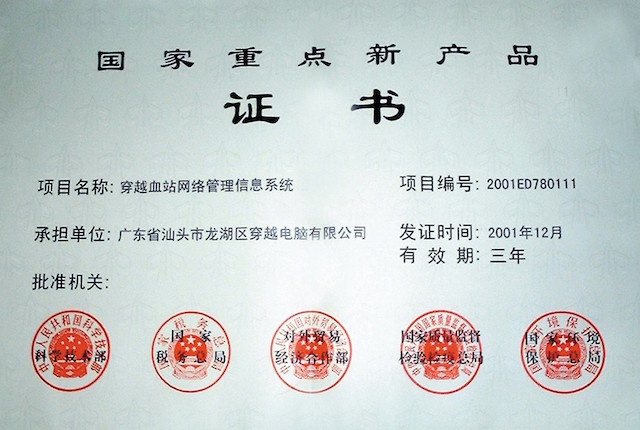 国家重点新产品
证书
项目名称: 穿越血站网络管理信息系统
项目编号: 2001ED780111
承担单位: 广东省汕头市龙湖区穿越电脑有限公司
发证时间: 2001年12月
有效期: 三年
批准机关:
科学技术部
国家
税务总局
对外贸易
经济合作部
国家质量监督
检验检疫总局
国家环境
保护总局